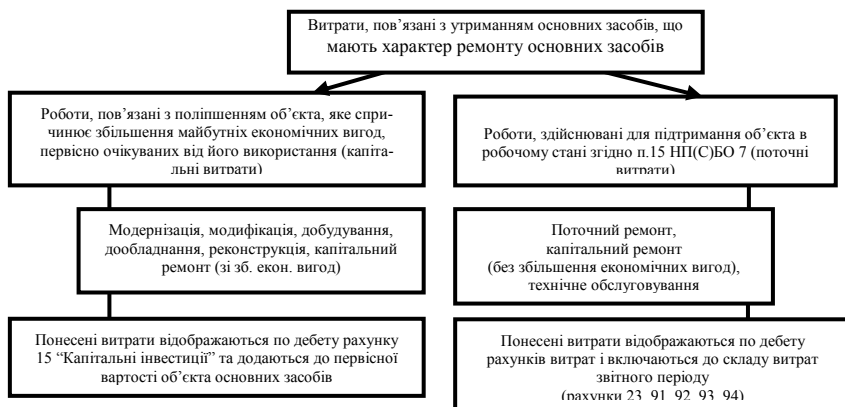 Витрати, пов’язані з утриманням основних засобів, що
мають характер ремонту основних засобів
Роботи, пов’язані з поліпшенням об’єкта, яке спри-
чинює збільшення майбутніх економічних вигод,
первісно очікуваних від його використання (капіта-
льні витрати)
Роботи, здійснювані для підтримання об’єкта в
робочому стані згідно п.15 НП(С)БО 7 (поточні
витрати)
Модернізація, модифікація, добудування,
дообладнання, реконструкція, капітальний
ремонт (зі зб. екон. вигод)
Поточний ремонт,
капітальний ремонт
(без збільшення економічних вигод),
технічне обслуговування
Понесені витрати відображаються по дебету рахунку
15 “Капітальні інвестиції” та додаються до первісної
вартості об’єкта основних засобів
Понесені витрати відображаються по дебету
рахунків витрат і включаються до складу витрат
звітного періоду
(рахунки 23, 91, 92, 93, 94)